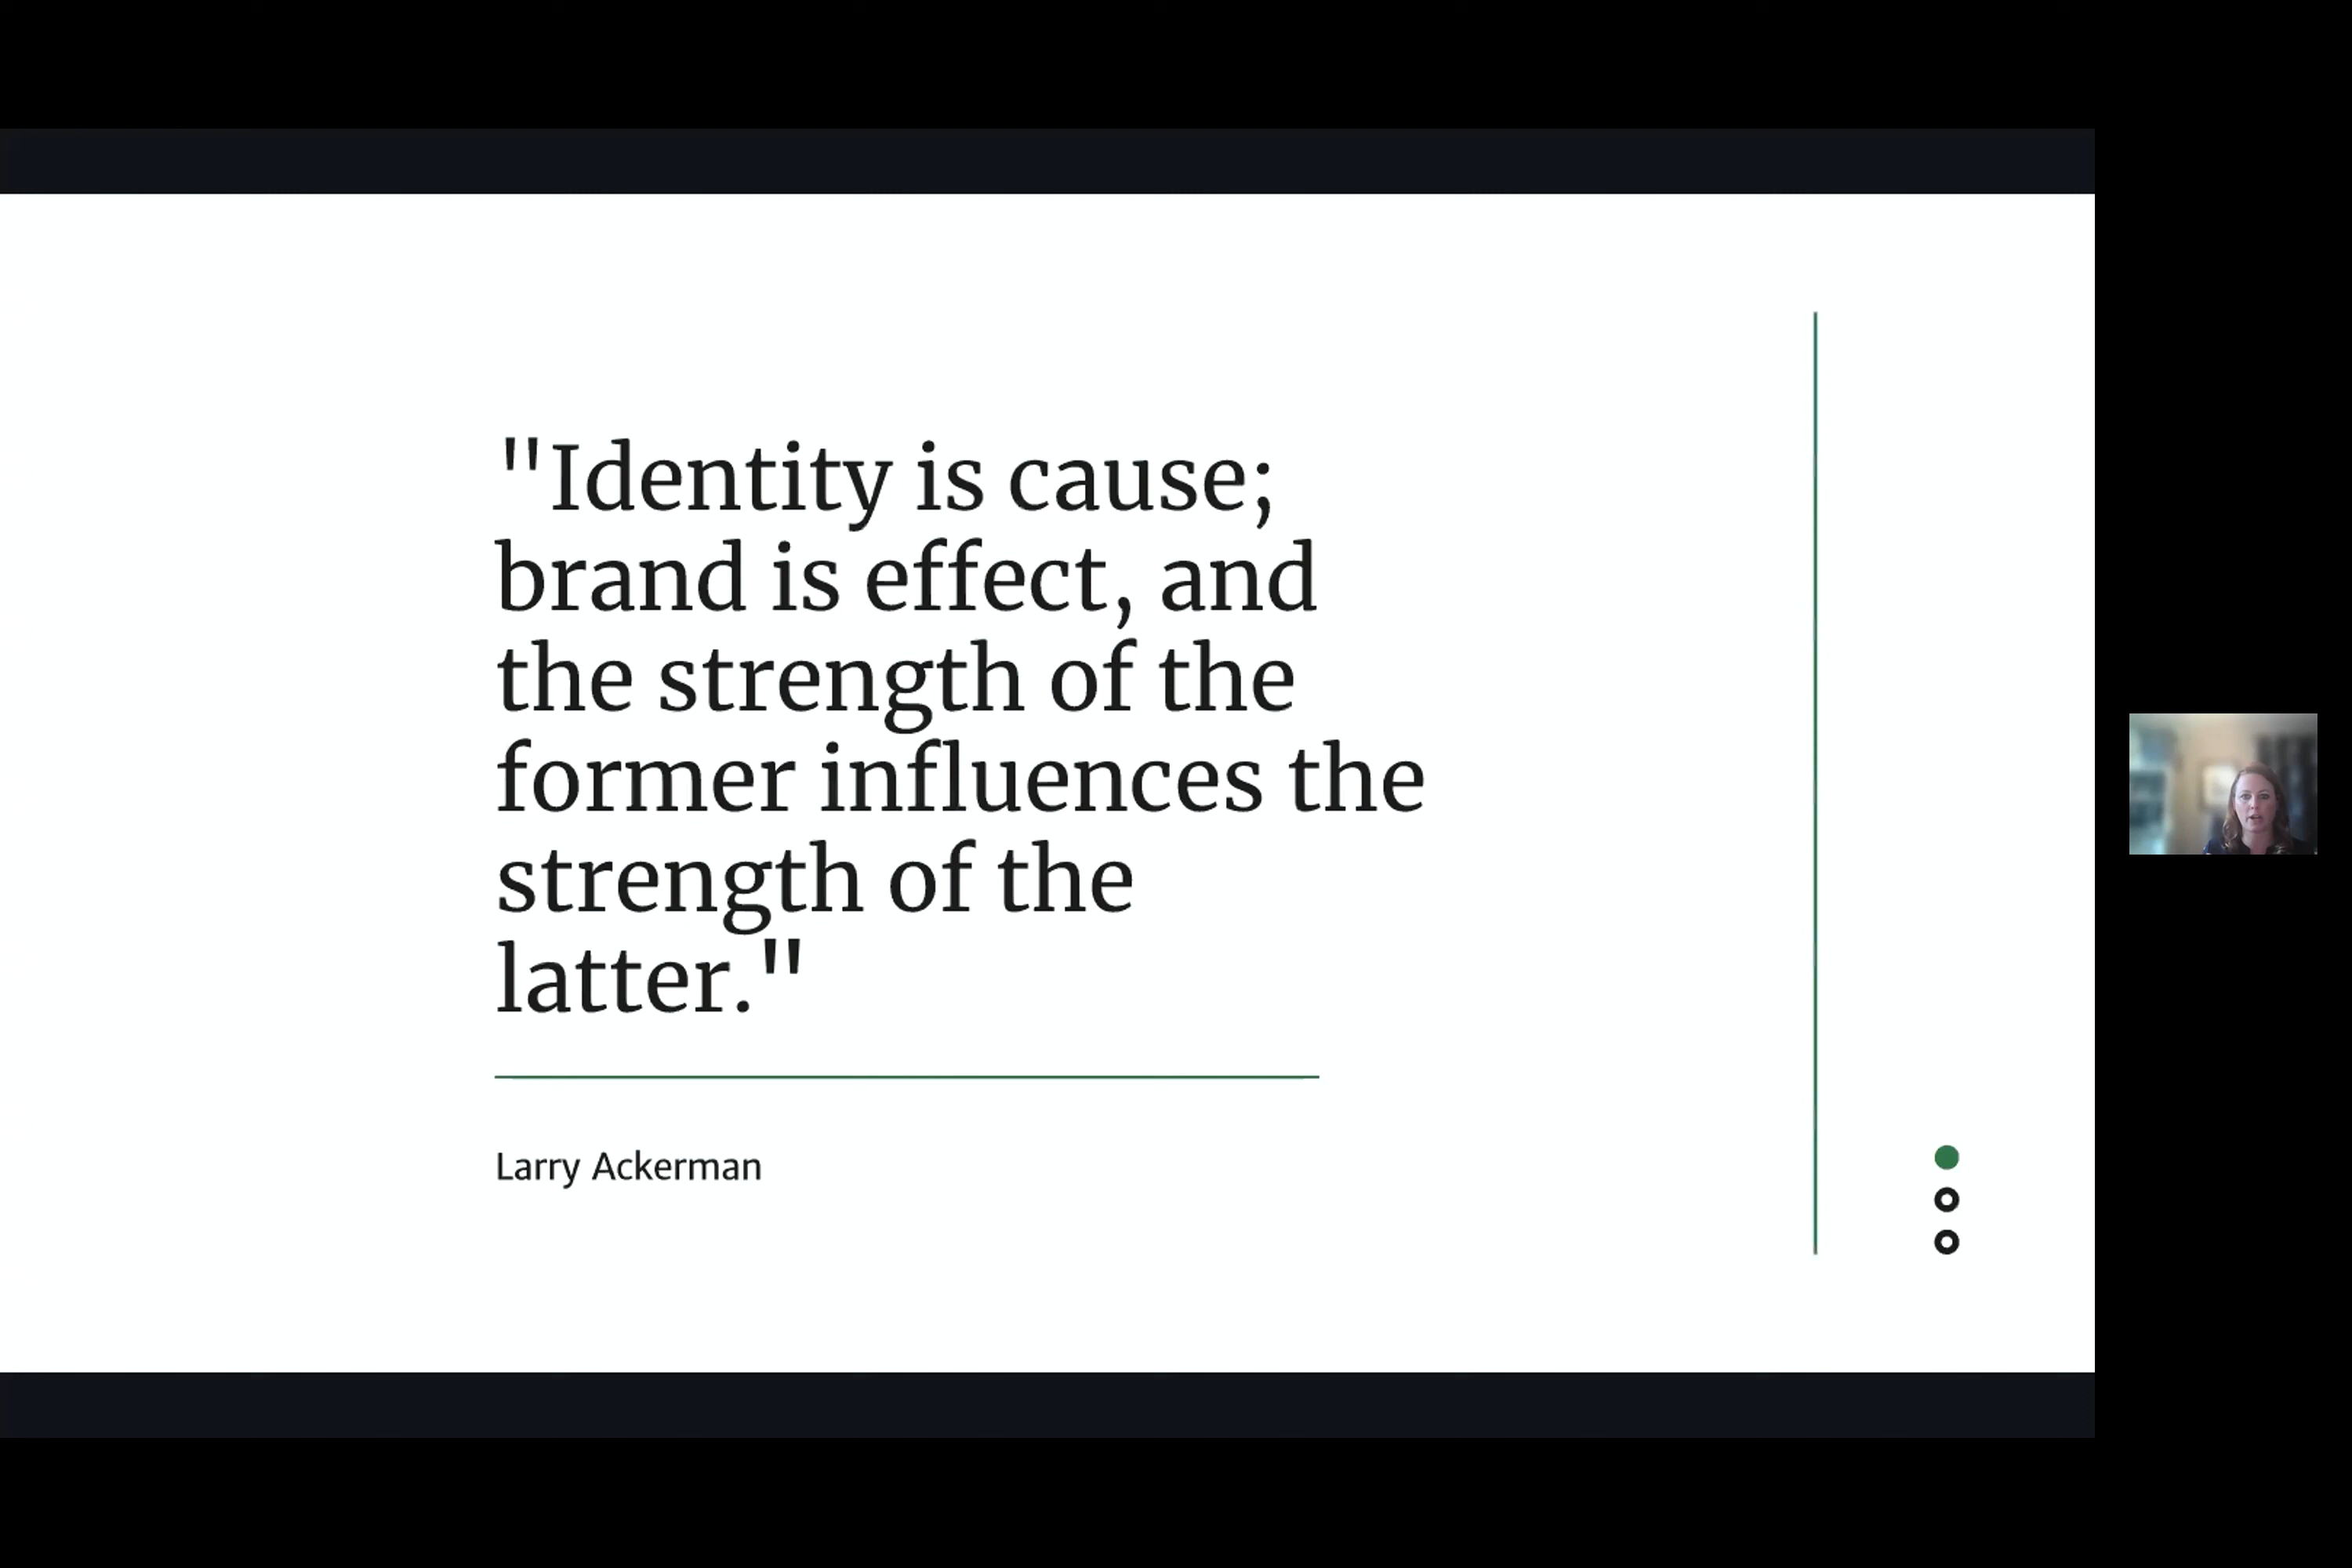 "Identity is cause;
brand is effect, and
the strength of the
former influences the
strength of the
latter."
Larry Ackerman